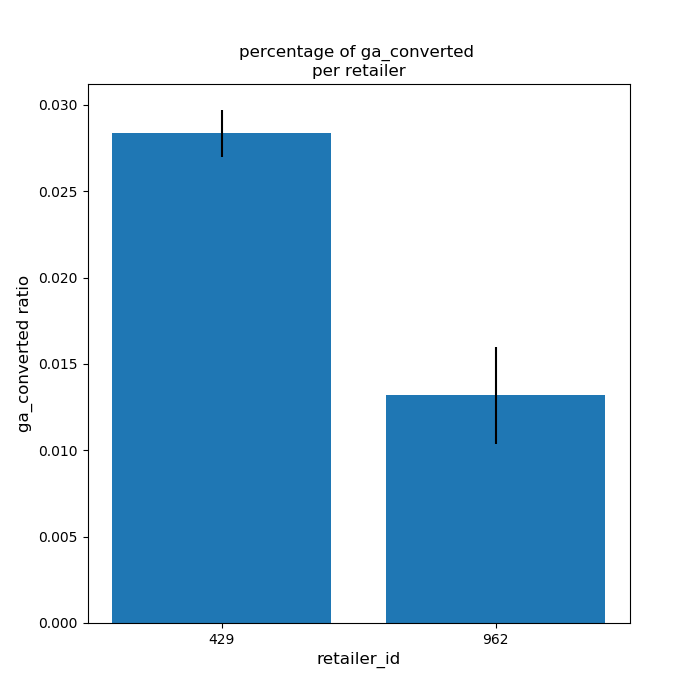 percentage of ga_converted
per retailer
ga_converted ratio
0.030
0.025
0.020
0.015
0.010
0.005
0.000
429
962
retailer_id